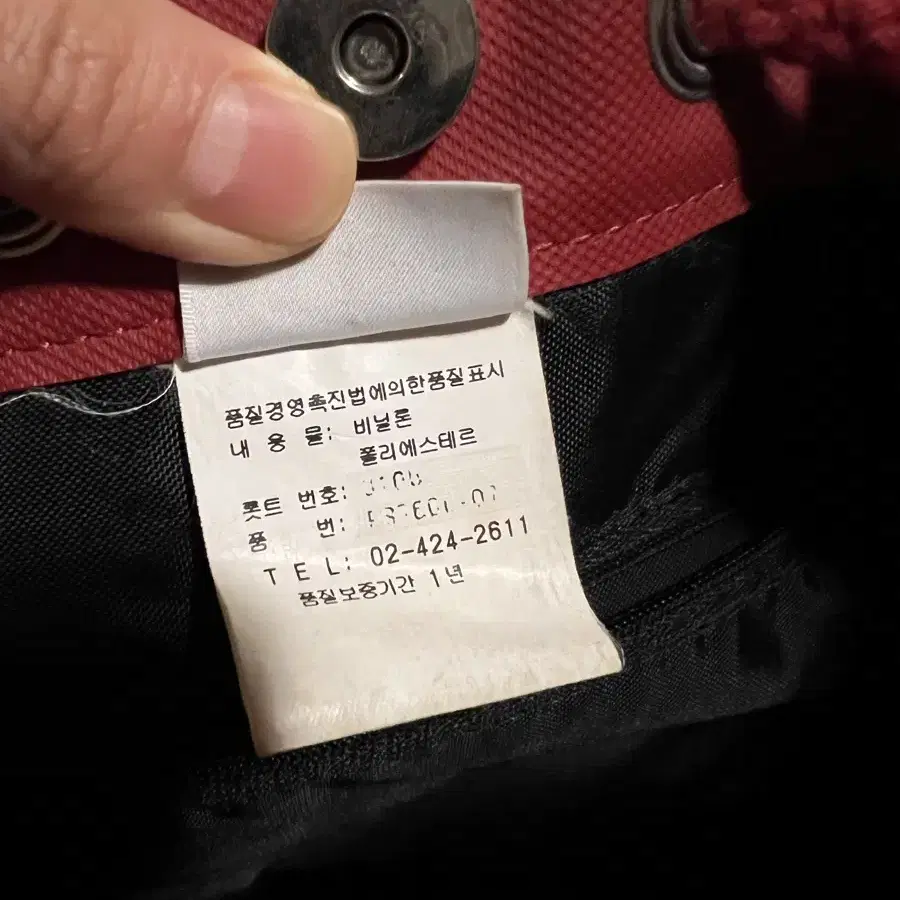 품질경영촉진법에의한품질표시
내 용 물: 비닐론
폴리에스테르
롯트 번호:
품 번:
T E L: 02-424-2611
품질보증기간 1년